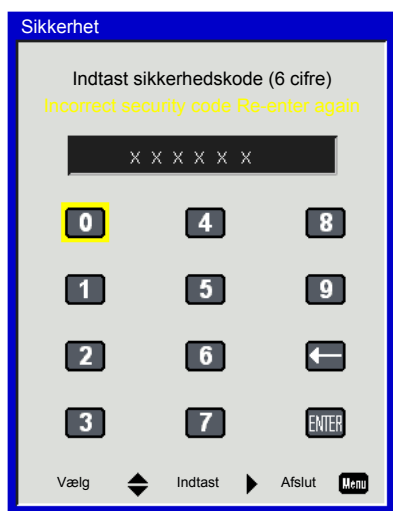 Sikkerhet
Indtast sikkerhedskode (6 cifre)
Incorrect security code Re-enter again
X X X X X X
0 4 8
1 5 9
2 6
3 7 ENTER
Vælg Indtast Afslut Menu